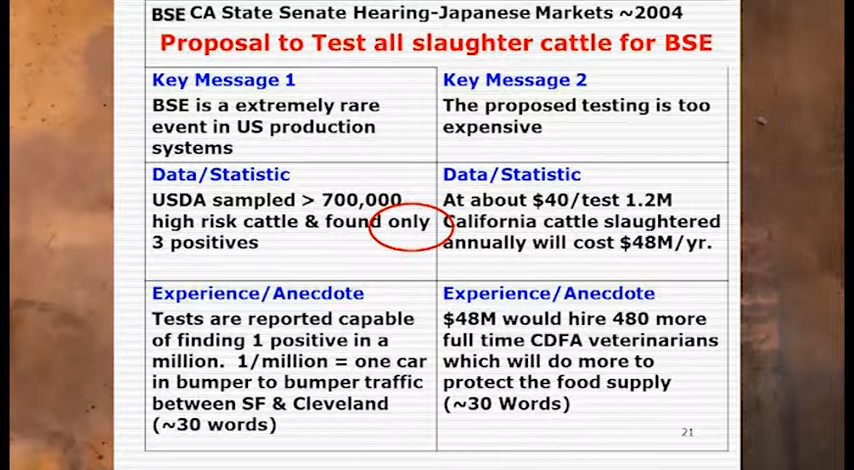 BSE CA State Senate Hearing-Japanese Markets ~2004
Proposal to Test all slaughter cattle for BSE
Key Message 1
BSE is a extremely rare
event in US production
systems
Key Message 2
The proposed testing is too
expensive
Data/Statistic
USDA sampled > 700,000
high risk cattle & found only
3 positives
Data/Statistic
At about $40/test 1.2M
California cattle slaughtered
annually will cost $48M/yr.
Experience/Anecdote
Tests are reported capable
of finding 1 positive in a
million. 1/million = one car
in bumper to bumper traffic
between SF & Cleveland
(~30 words)
Experience/Anecdote
$48M would hire 480 more
full time CDFA veterinarians
which will do more to
protect the food supply
(~30 Words)
21